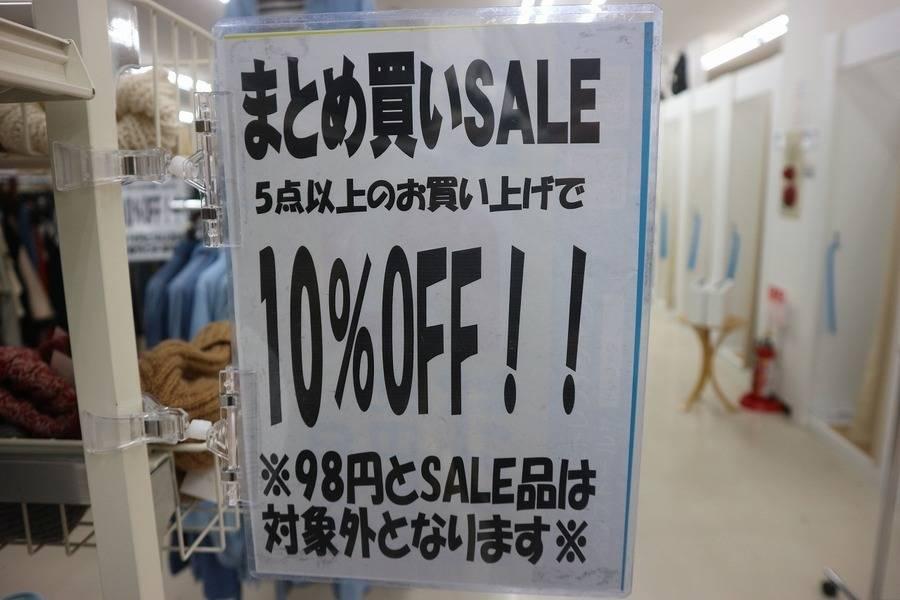 まとめ買いSALE
5点以上のお買い上げで
10%OFF!!
※98円とSALE品は
対象外となります※